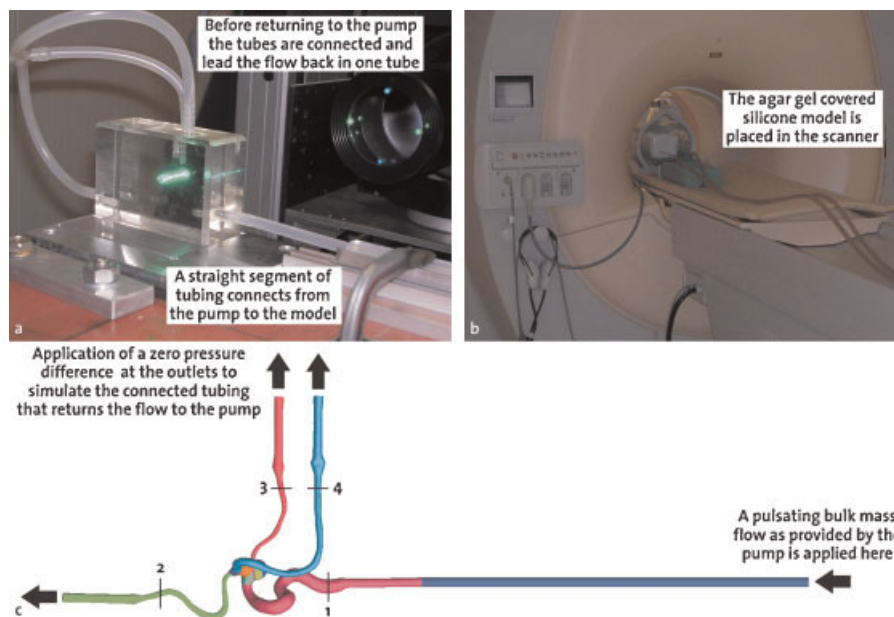 Before returning to the pump
the tubes are connected and
lead the flow back in one tube
A straight segment of
tubing connects from
the pump to the model
a
The agar gel covered
silicone model is
placed in the scanner
b
Application of a zero pressure
difference at the outlets to
simulate the connected tubing
that returns the flow to the pump
3
4
A pulsating bulk mass
flow as provided by the
pump is applied here
2
1
c